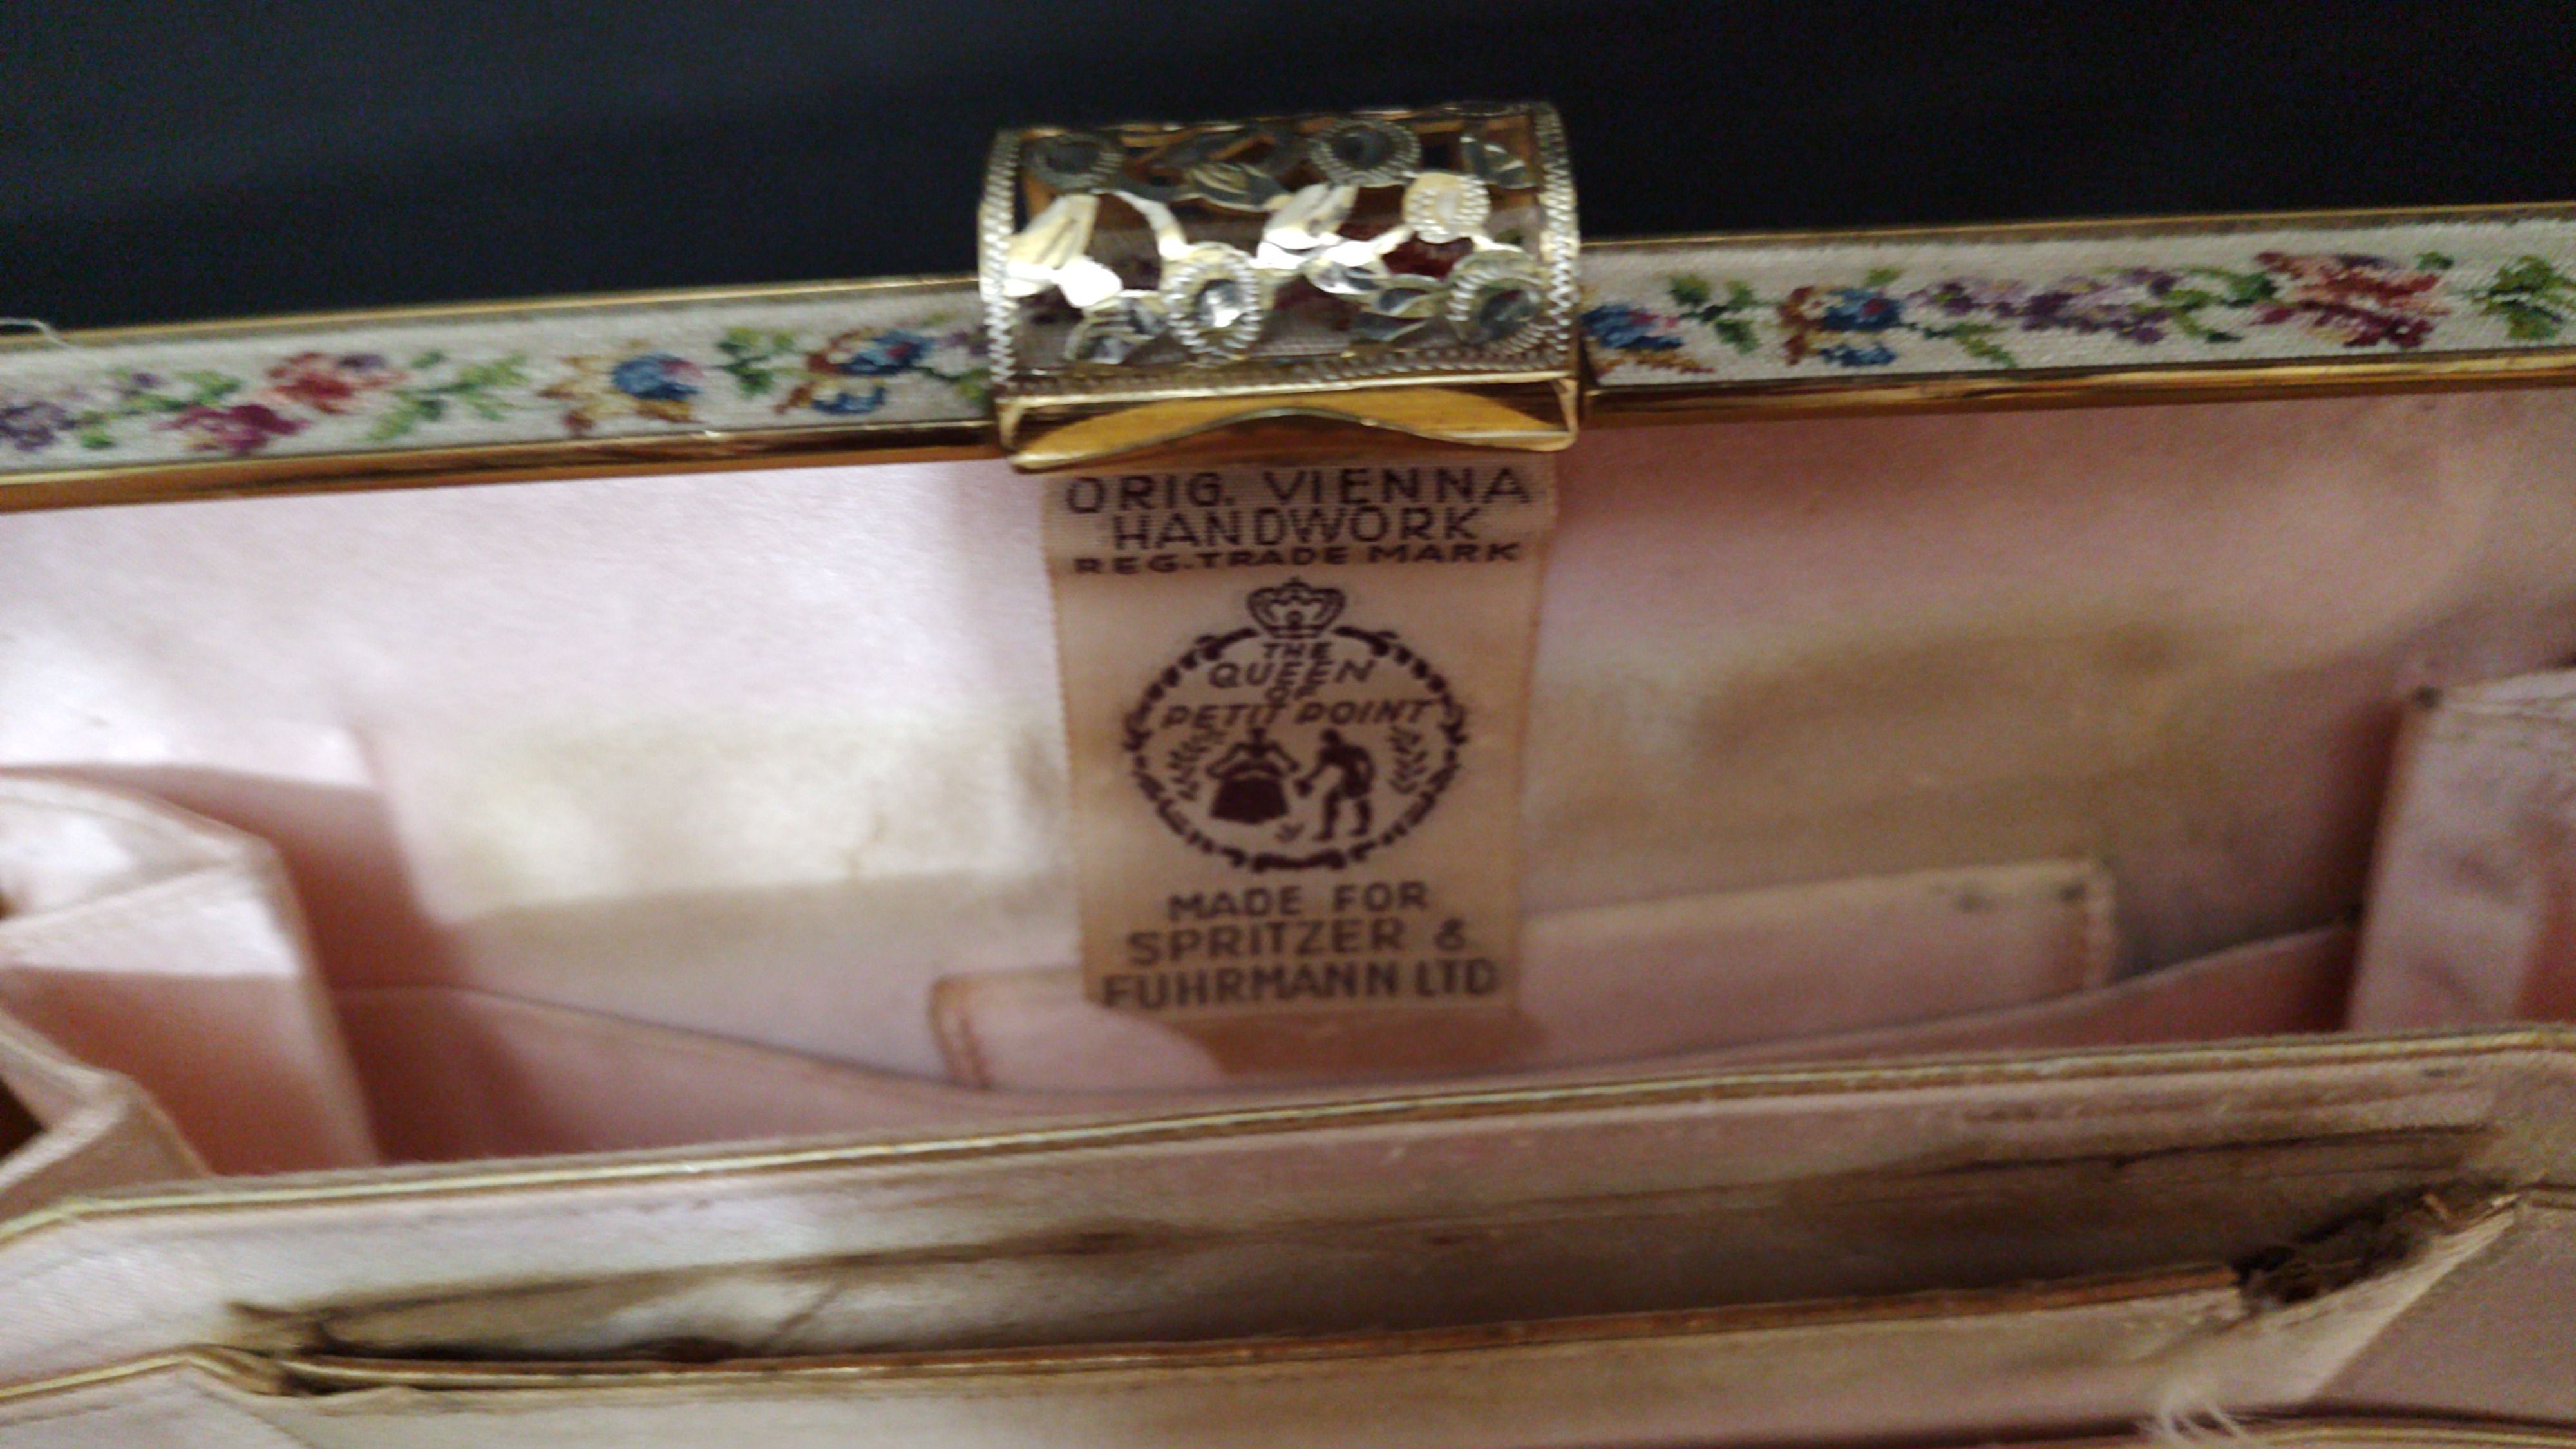 ORIG. VIENNA
HANDWORK
REG. TRADE MARK
THE
QUEEN
OF
PETIT POINT
MADE FOR
SPRITZER &
FUHRMANN LTD